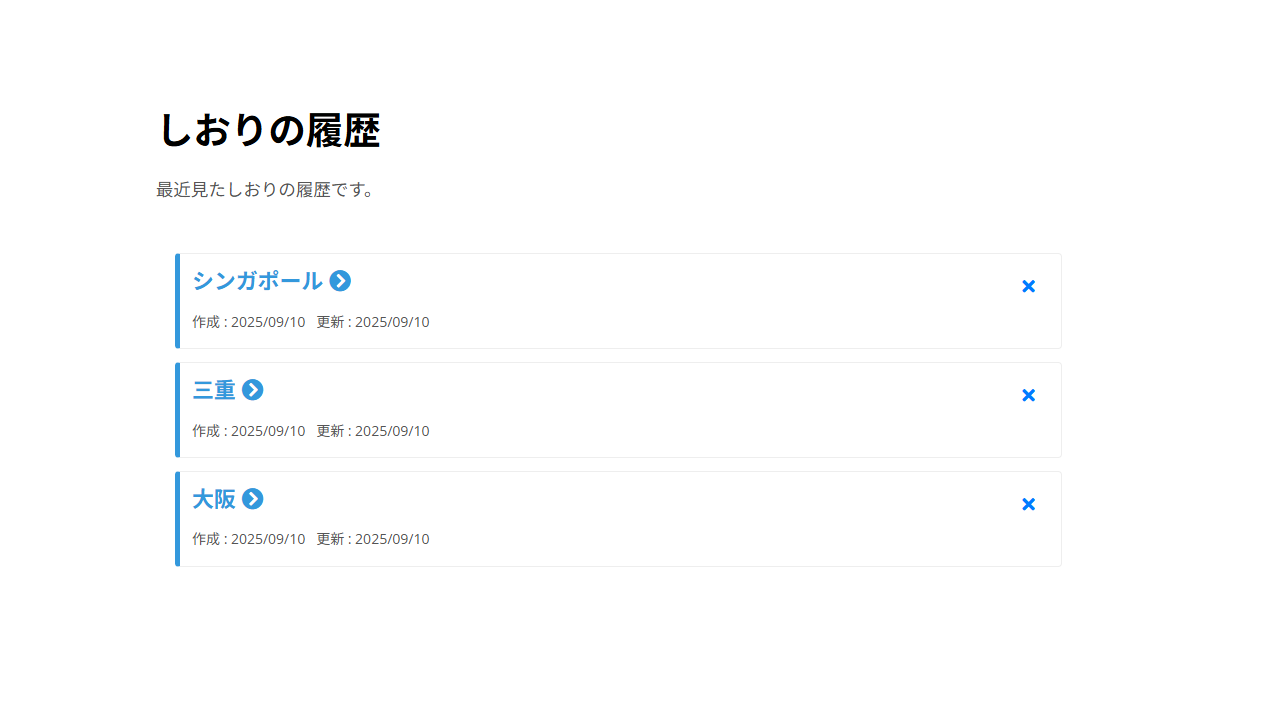 しおりの履歴
最近見たしおりの履歴です。
シンガポール
作成 : 2025/09/10 更新 : 2025/09/10
三重
作成 : 2025/09/10 更新 : 2025/09/10
大阪
作成 : 2025/09/10 更新 : 2025/09/10